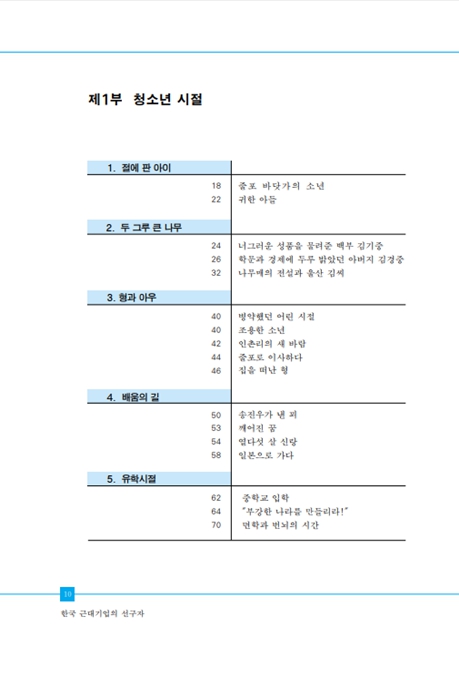 제1부 청소년 시절
1. 절에 판 아이
18 줄포 바닷가의 소년
22 귀한 아들
2. 두 그루 큰 나무
24 너그러운 성품을 물려준 백부 김기중
26 학문과 경제에 두루 밝았던 아버지 김경중
32 나무매의 전설과 울산 김씨
3. 형과 아우
40 병약했던 어린 시절
40 조용한 소년
42 인촌리의 새 바람
44 줄포로 이사하다
46 집을 떠난 형
4. 배움의 길
50 송진우가 낸 꾀
53 깨어진 꿈
54 열다섯 살 신랑
58 일본으로 가다
5. 유학시절
62 중학교 입학
64 "부강한 나라를 만들리라!"
70 면학과 번뇌의 시간
10
한국 근대기업의 선구자